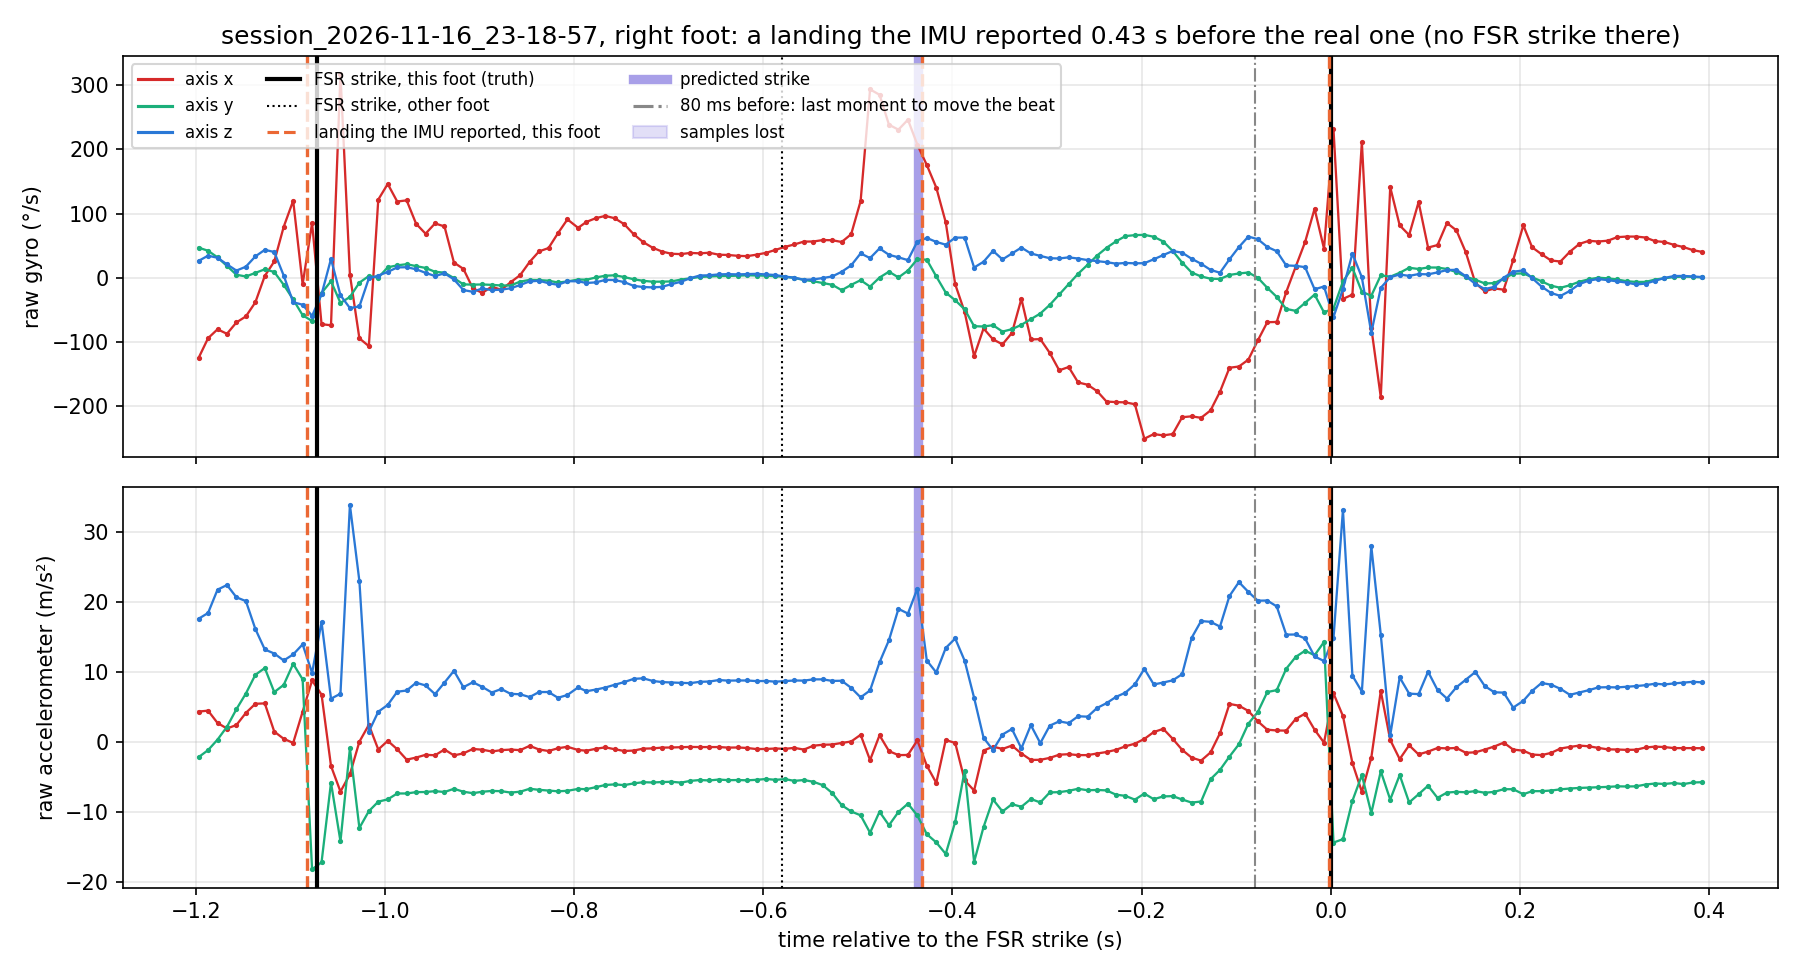 session_2026-11-16_23-18-57, right foot: a landing the IMU reported 0.43 s before the real one (no FSR strike there)
axis x
axis y
axis z
FSR strike, this foot (truth)
FSR strike, other foot
landing the IMU reported, this foot
predicted strike
80 ms before: last moment to move the beat
samples lost
raw gyro (°/s)
300
200
100
0
−100
−200
raw accelerometer (m/s²)
30
20
10
0
−10
−20
−1.2 −1.0 −0.8 −0.6 −0.4 −0.2 0.0 0.2 0.4
time relative to the FSR strike (s)